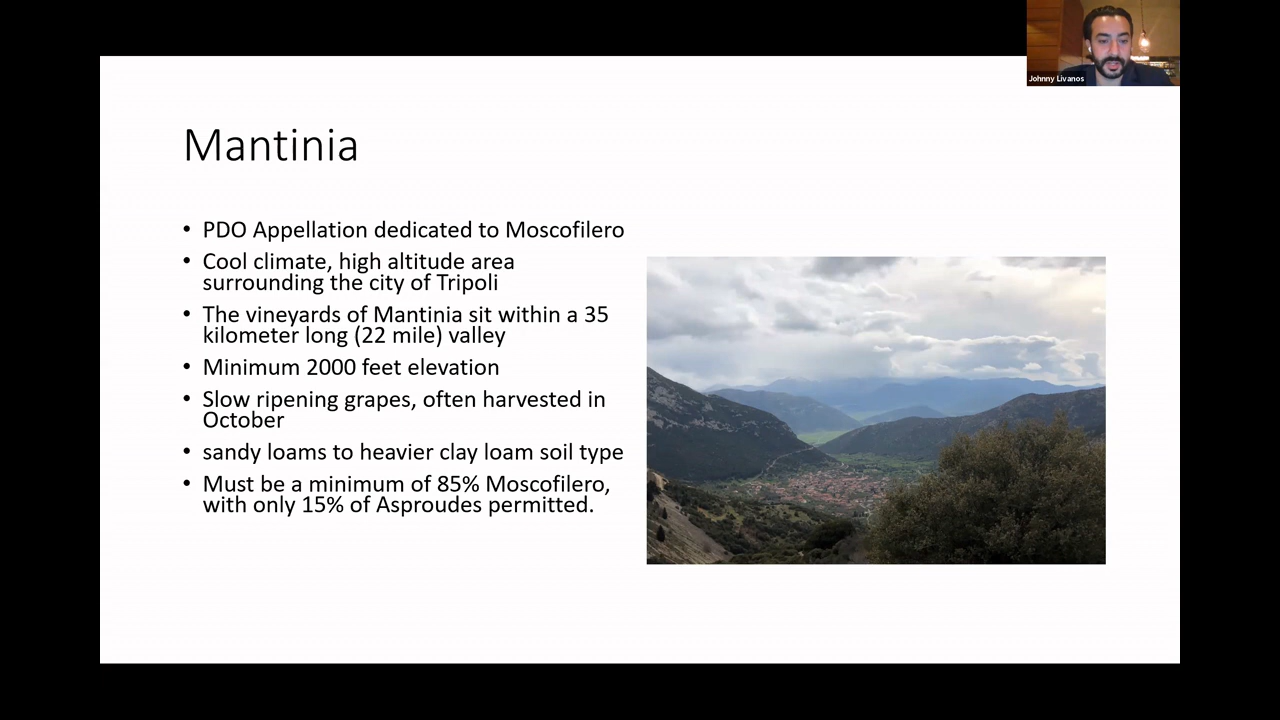 Johnny Livanos
Mantinia
• PDO Appellation dedicated to Moscofilero
• Cool climate, high altitude area
surrounding the city of Tripoli
• The vineyards of Mantinia sit within a 35
kilometer long (22 mile) valley
• Minimum 2000 feet elevation
• Slow ripening grapes, often harvested in
October
• sandy loams to heavier clay loam soil type
• Must be a minimum of 85% Moscofilero,
with only 15% of Asproudes permitted.